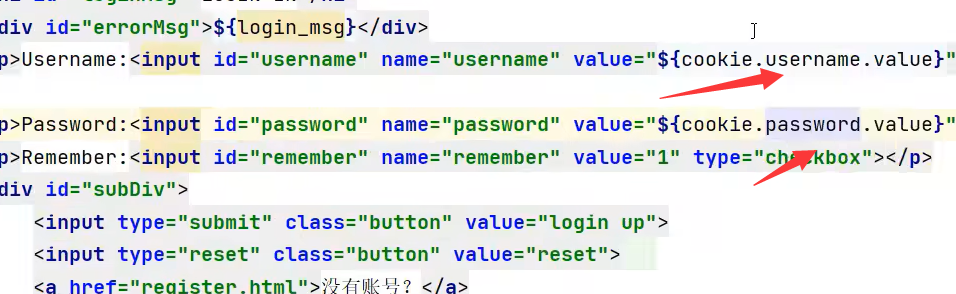 div id="errorMsg">${login_msg}</div>
p>Username:<input id="username" name="username" value="${cookie.username.value}"
p>Password:<input id="password" name="password" value="${cookie.password.value}"
p>Remember:<input id="remember" name="remember" value="1" type="checkbox"></p>
div id="subDiv">
<input type="submit" class="button" value="login up">
<input type="reset" class="button" value="reset">
<a href="register.html">没有账号？</a>